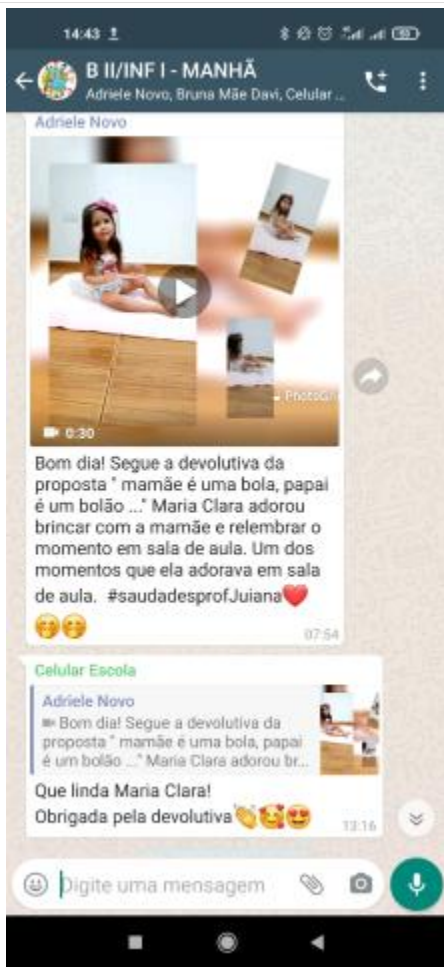 14:43
B II/INF I - MANHÃ
Adriele Novo, Bruna Mãe Davi, Celular ...
Adriele Novo
0:30
Bom dia! Segue a devolutiva da
proposta " mamãe é uma bola, papai
é um bolão ..." Maria Clara adorou
brincar com a mamãe e relembrar o
momento em sala de aula. Um dos
momentos que ela adorava em sala
de aula. #saudadesprofJuiana❤️
🤭🤭
07:54
Celular Escola
Adriele Novo
Bom dia! Segue a devolutiva da
proposta " mamãe é uma bola, papai
é um bolão ..." Maria Clara adorou br...
Que linda Maria Clara!
Obrigada pela devolutiva👏🥰😍
13:16
Digite uma mensagem